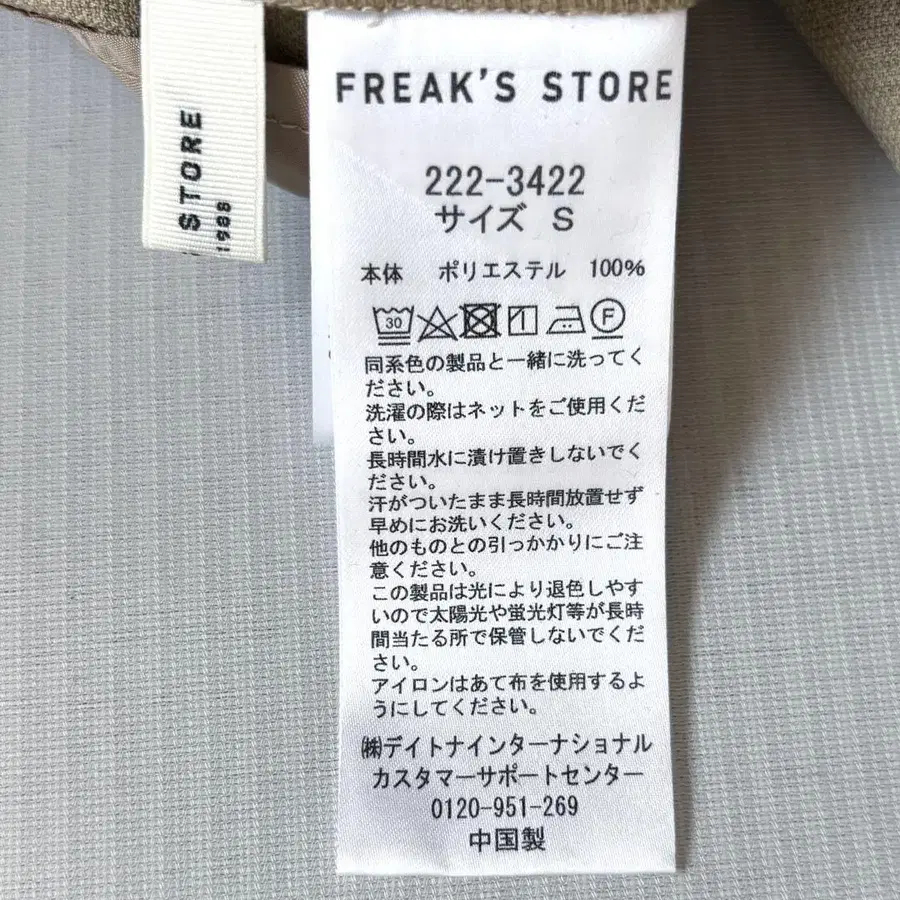 STORE
1988
FREAK'S STORE
222-3422
サイズ S
本体 ポリエステル 100%
30
F
同系色の製品と一緒に洗ってく
ださい。
洗濯の際はネットをご使用くだ
さい。
長時間水に漬け置きしないでく
ださい。
汗がついたまま長時間放置せず
早めにお洗いください。
他のものとの引っかかりにご注
意ください。
この製品は光により退色しやす
いので太陽光や蛍光灯等が長時
間当たる所で保管しないでくだ
さい。
アイロンはあて布を使用するよ
うにしてください。
㈱デイトナインターナショナル
カスタマーサポートセンター
0120-951-269
中国製